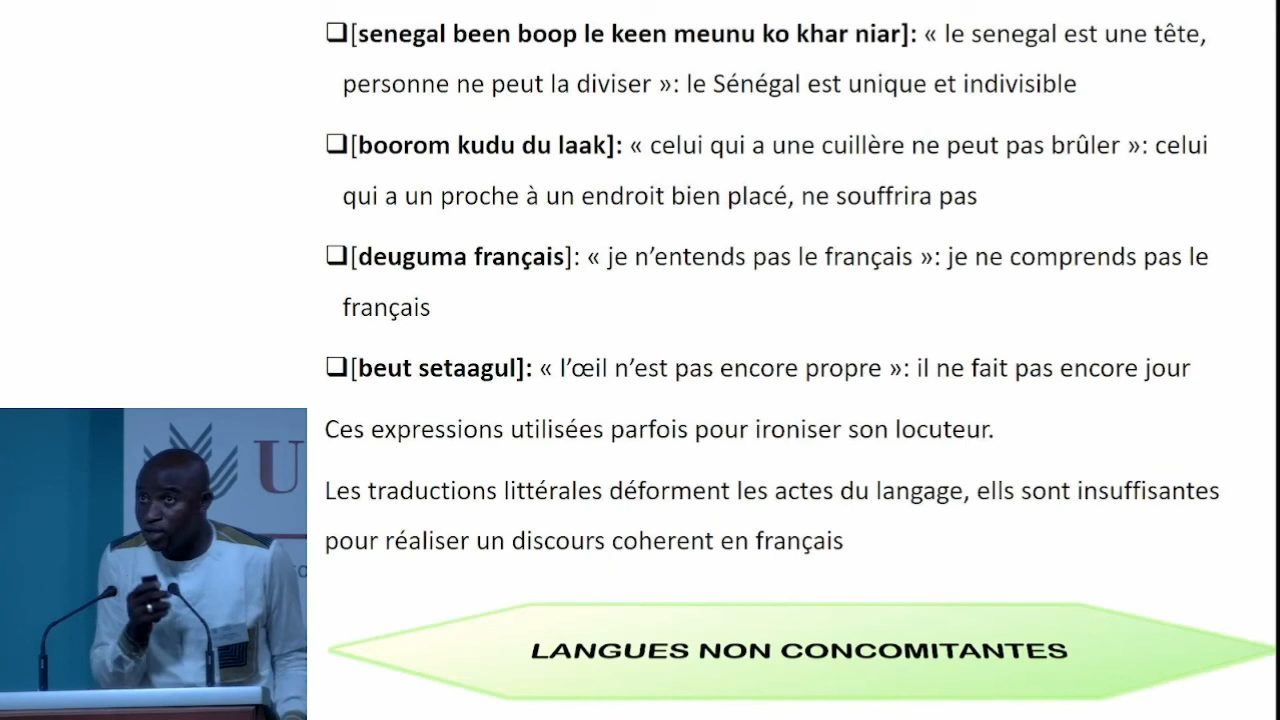 ❑[senegal been boop le keen meunu ko khar niar]: « le senegal est une tête,
personne ne peut la diviser »: le Sénégal est unique et indivisible
❑[boorom kudu du laak]: « celui qui a une cuillère ne peut pas brûler »: celui
qui a un proche à un endroit bien placé, ne souffrira pas
❑[deuguma français]: « je n’entends pas le français »: je ne comprends pas le
français
❑[beut setaagul]: « l’œil n’est pas encore propre »: il ne fait pas encore jour
Ces expressions utilisées parfois pour ironiser son locuteur.
Les traductions littérales déforment les actes du langage, ells sont insuffisantes
pour réaliser un discours coherent en français
LANGUES NON CONCOMITANTES
U